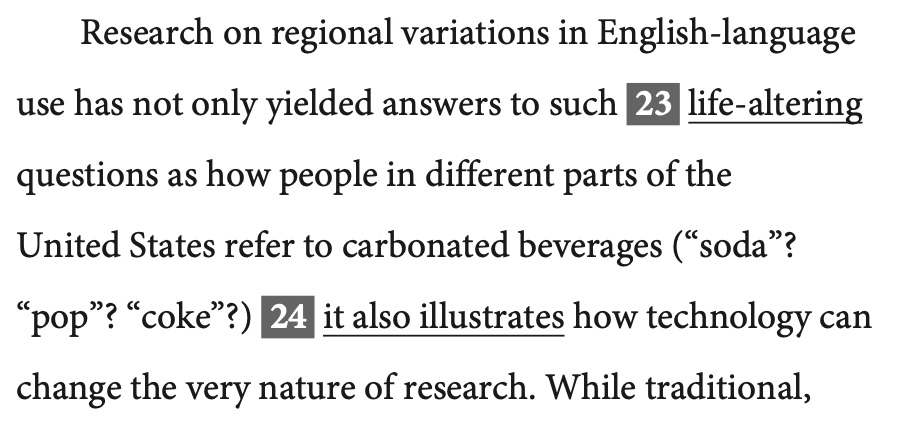 Research on regional variations in English-language
use has not only yielded answers to such 23 life-altering
questions as how people in different parts of the
United States refer to carbonated beverages (“soda”?
“pop”? “coke”?) 24 it also illustrates how technology can
change the very nature of research. While traditional,